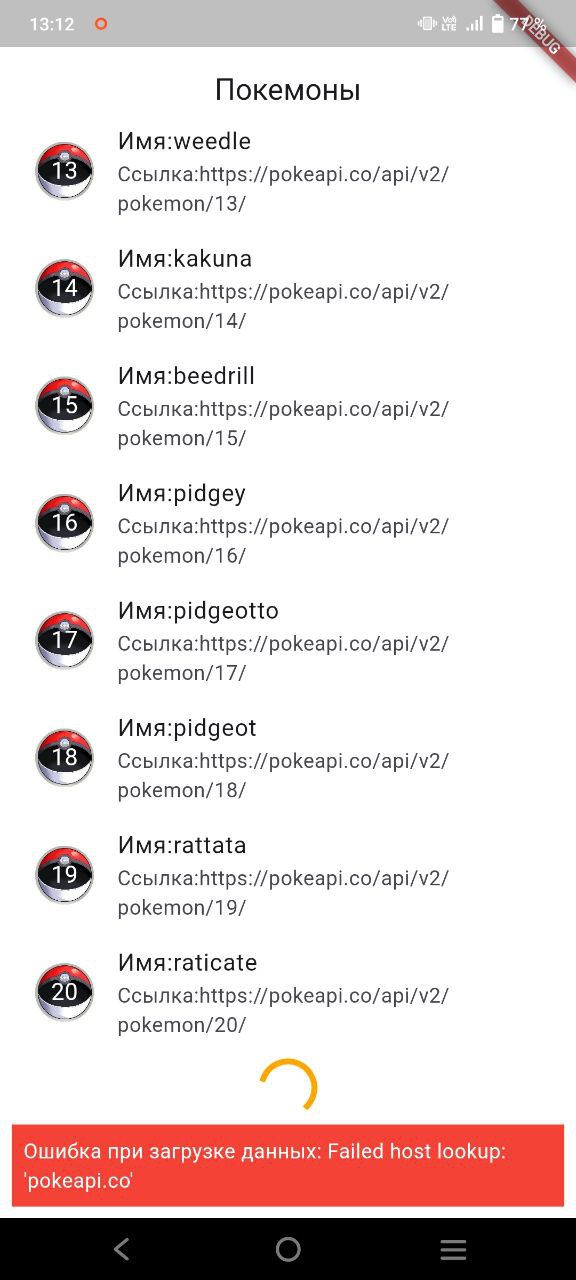 13:12
Vo)
LTE
77%
DEBUG
Покемоны
13
Имя:weedle
Ссылка:https://pokeapi.co/api/v2/
pokemon/13/
14
Имя:kakuna
Ссылка:https://pokeapi.co/api/v2/
pokemon/14/
15
Имя:beedrill
Ссылка:https://pokeapi.co/api/v2/
pokemon/15/
16
Имя:pidgey
Ссылка:https://pokeapi.co/api/v2/
pokemon/16/
17
Имя:pidgeotto
Ссылка:https://pokeapi.co/api/v2/
pokemon/17/
18
Имя:pidgeot
Ссылка:https://pokeapi.co/api/v2/
pokemon/18/
19
Имя:rattata
Ссылка:https://pokeapi.co/api/v2/
pokemon/19/
20
Имя:raticate
Ссылка:https://pokeapi.co/api/v2/
pokemon/20/
Ошибка при загрузке данных: Failed host lookup:
'pokeapi.co'